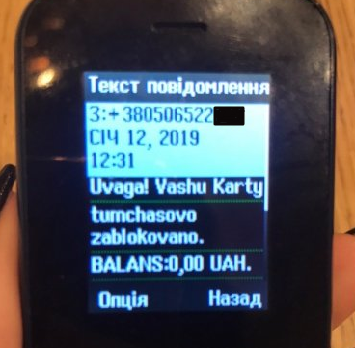 Текст повідомлення
З:+380506522
СІЧ 12, 2019
12:31
Uvaga! Vashu Karty
tumchasovo
zablokovano.
BALANS:0,00 UAH.
Опція Назад